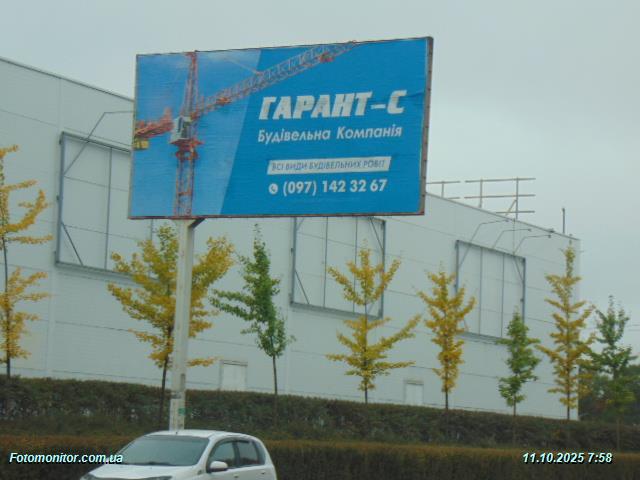 ГАРАНТ-С
Будівельна Компанія
ВСІ ВИДИ БУДІВЕЛЬНИХ РОБІТ
(097) 142 32 67
Fotomonitor.com.ua
11.10.2025 7:58